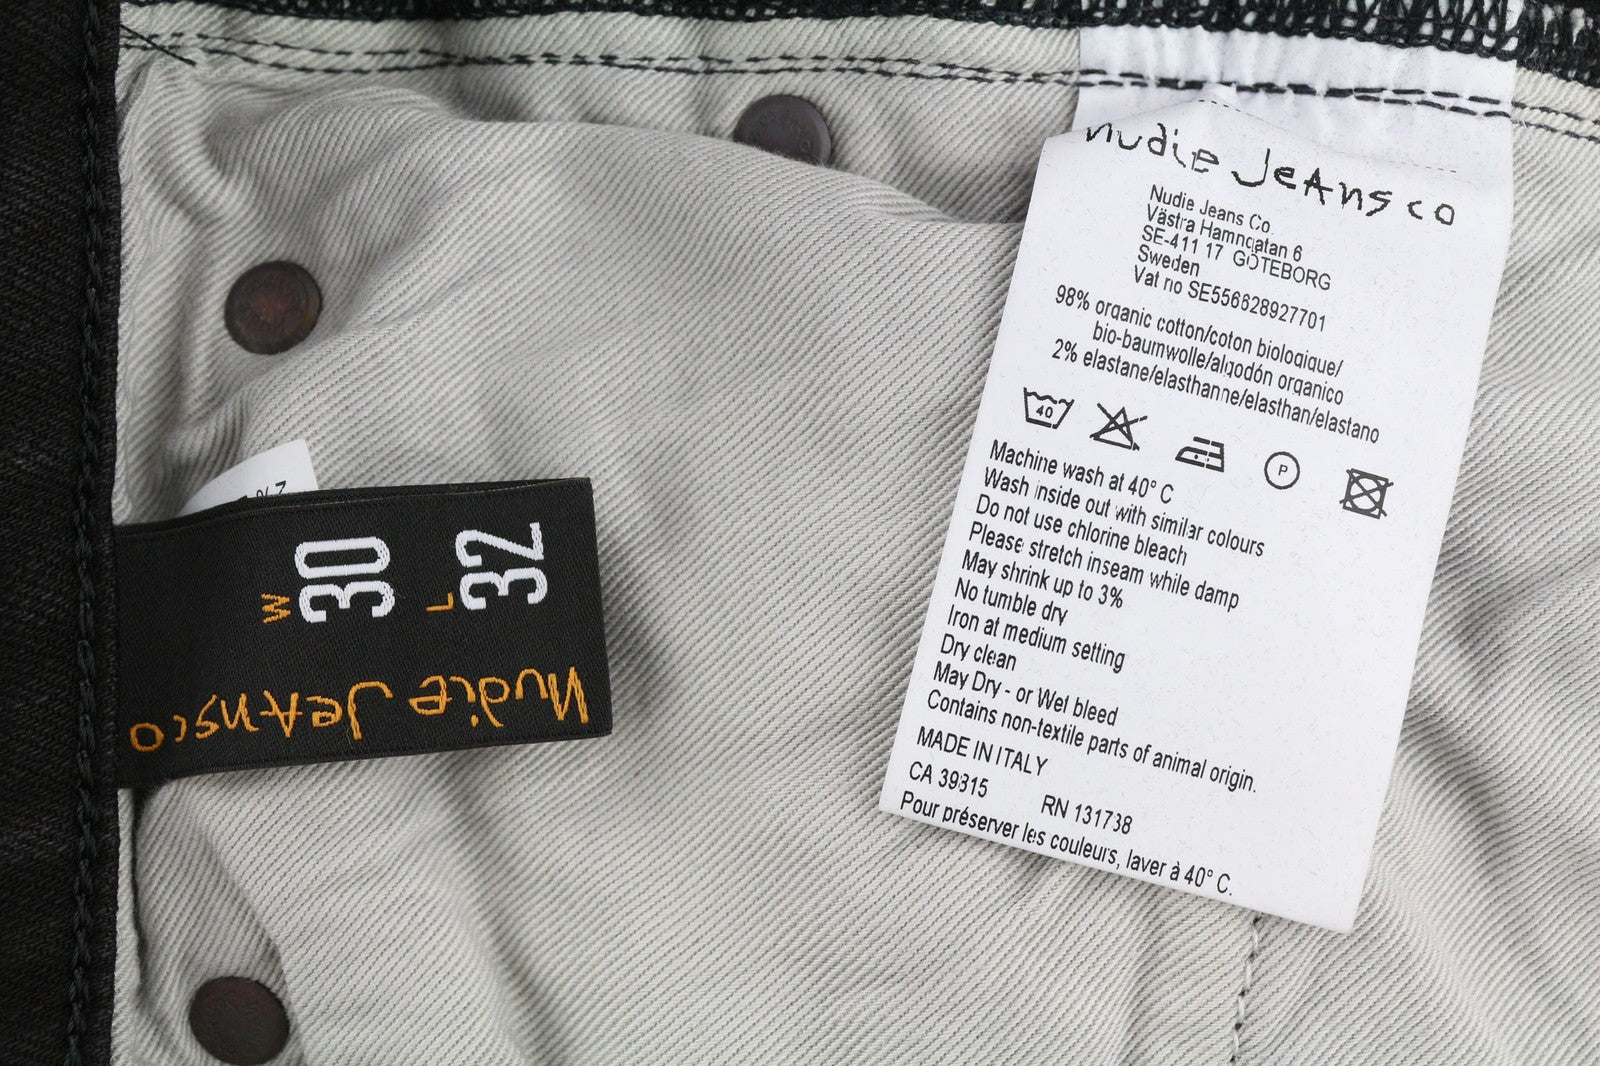 nudie jeans co
Nudie Jeans Co.
Västra Hamngatan 6
SE-411 17 GÖTEBORG
Sweden
Vat no SE556628927701
98% organic cotton/coton biologique/
bio-baumwolle/algodón organico
2% elastane/elasthanne/elasthan/elastano
40
P
Machine wash at 40° C
Wash inside out with similar colours
Do not use chlorine bleach
Please stretch inseam while damp
May shrink up to 3%
No tumble dry
Iron at medium setting
Dry clean
May Dry - or Wet bleed
Contains non-textile parts of animal origin.
MADE IN ITALY
CA 39815 RN 131738
Pour préserver les couleurs, laver à 40° C.
W 30
L 32
nudie jeans co